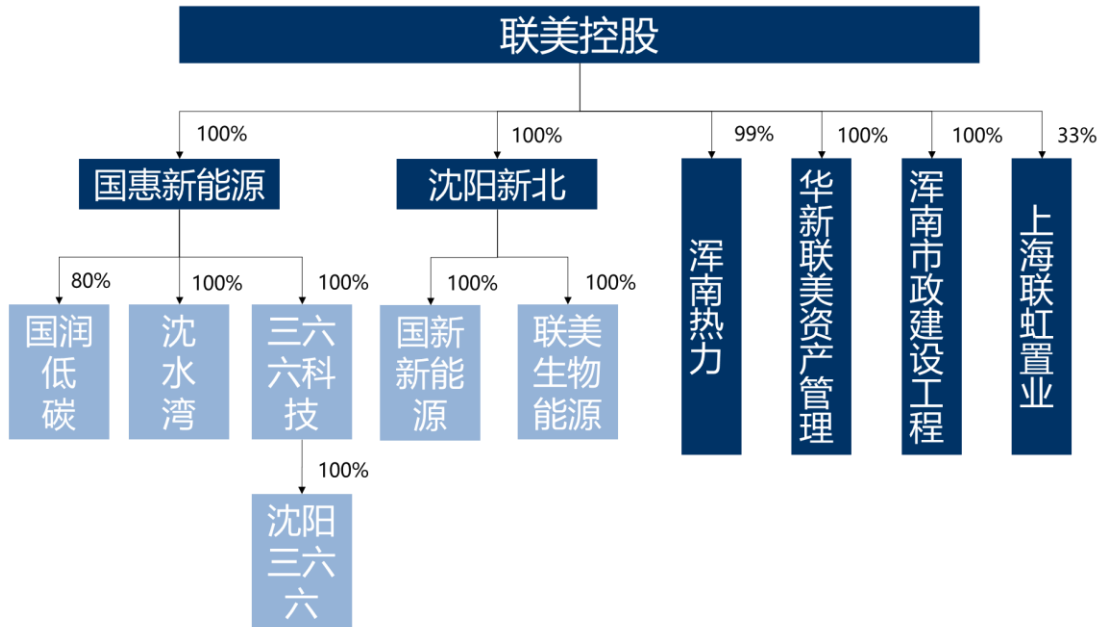 联美控股
100%
100%
99%
100%
100%
33%
国惠新能源
沈阳新北
浑南热力
华新联美资产管理
浑南市政建设工程
上海联虹置业
80%
100%
100%
100%
100%
国润
低
碳
沈
水
湾
三六
六科
技
国新
新能
源
联美
生物
能源
100%
沈阳
三六
六